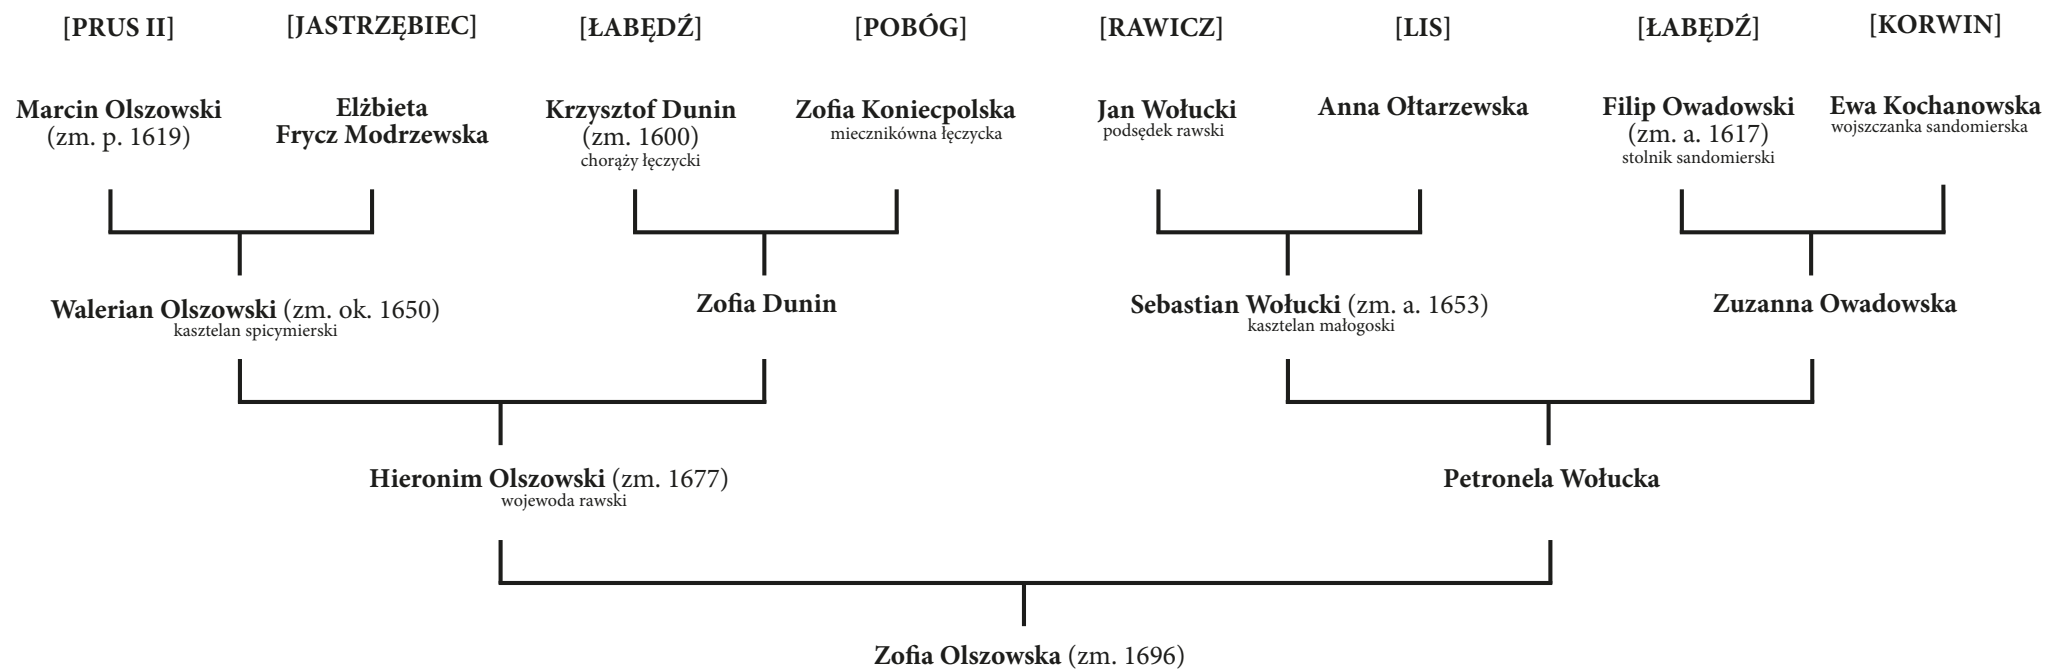 [PRUS II] [JASTRZĘBIEC] [ŁABĘDŹ] [POBÓG] [RAWICZ] [LIS] [ŁABĘDŹ] [KORWIN]
Marcin Olszowski
(zm. p. 1619)
Elżbieta
Frycz Modrzewska
Krzysztof Dunin
(zm. 1600)
chorąży łęczycki
Zofia Koniecpolska
miecznikówna łęczycka
Jan Wołucki
podsędek rawski
Anna Ołtarzewska
Filip Owadowski
(zm. a. 1617)
stolnik sandomierski
Ewa Kochanowska
wojszczanka sandomierska
Walerian Olszowski (zm. ok. 1650)
kasztelan spicymierski
Zofia Dunin
Sebastian Wołucki (zm. a. 1653)
kasztelan małogoski
Zuzanna Owadowska
Hieronim Olszowski (zm. 1677)
wojewoda rawski
Petronela Wołucka
Zofia Olszowska (zm. 1696)